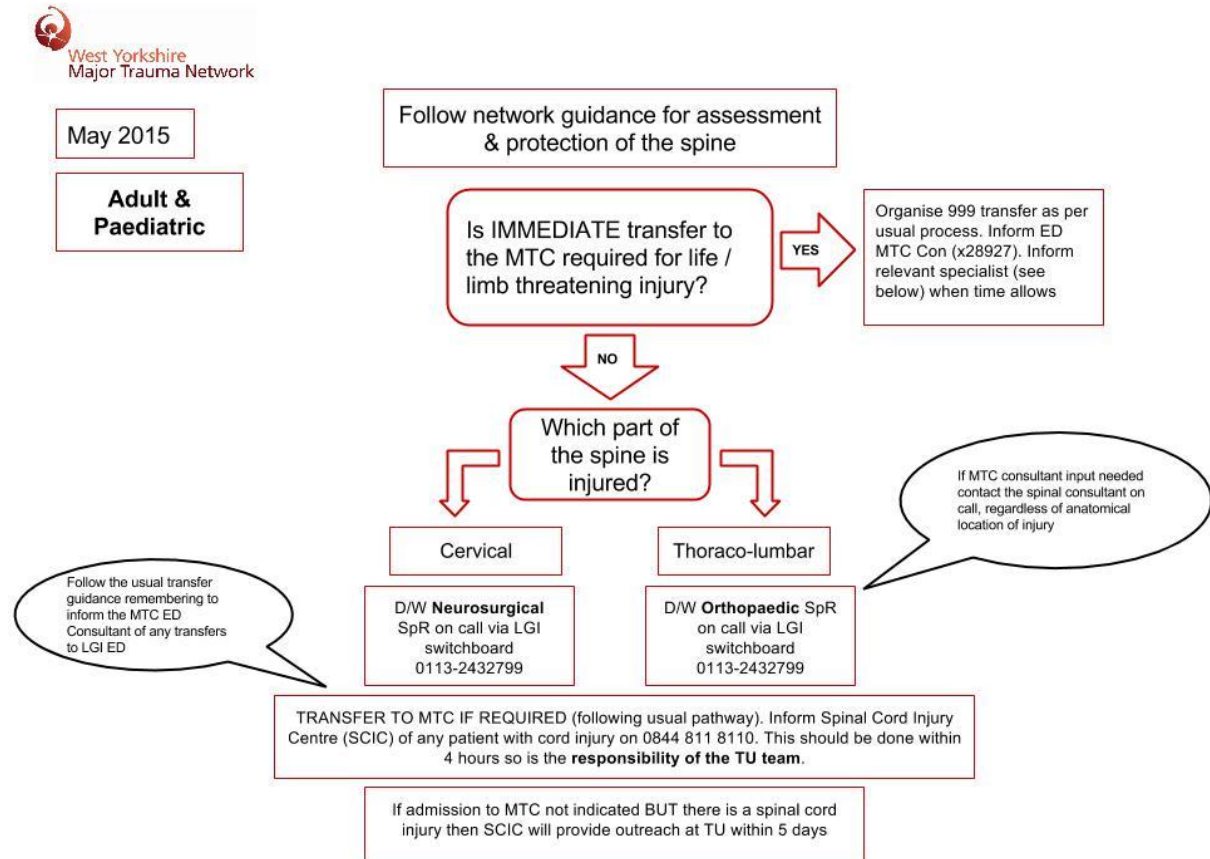 West Yorkshire
Major Trauma Network
May 2015
Adult &
Paediatric
Follow network guidance for assessment
& protection of the spine
Is IMMEDIATE transfer to
the MTC required for life /
limb threatening injury?
YES
Organise 999 transfer as per
usual process. Inform ED
MTC Con (x28927). Inform
relevant specialist (see
below) when time allows
NO
Which part of
the spine is
injured?
If MTC consultant input needed
contact the spinal consultant on
call, regardless of anatomical
location of injury
Cervical
Thoraco-lumbar
Follow the usual transfer
guidance remembering to
inform the MTC ED
Consultant of any transfers
to LGI ED
D/W Neurosurgical
SpR on call via LGI
switchboard
0113-2432799
D/W Orthopaedic SpR
on call via LGI
switchboard
0113-2432799
TRANSFER TO MTC IF REQUIRED (following usual pathway). Inform Spinal Cord Injury
Centre (SCIC) of any patient with cord injury on 0844 811 8110. This should be done within
4 hours so is the responsibility of the TU team.
If admission to MTC not indicated BUT there is a spinal cord
injury then SCIC will provide outreach at TU within 5 days